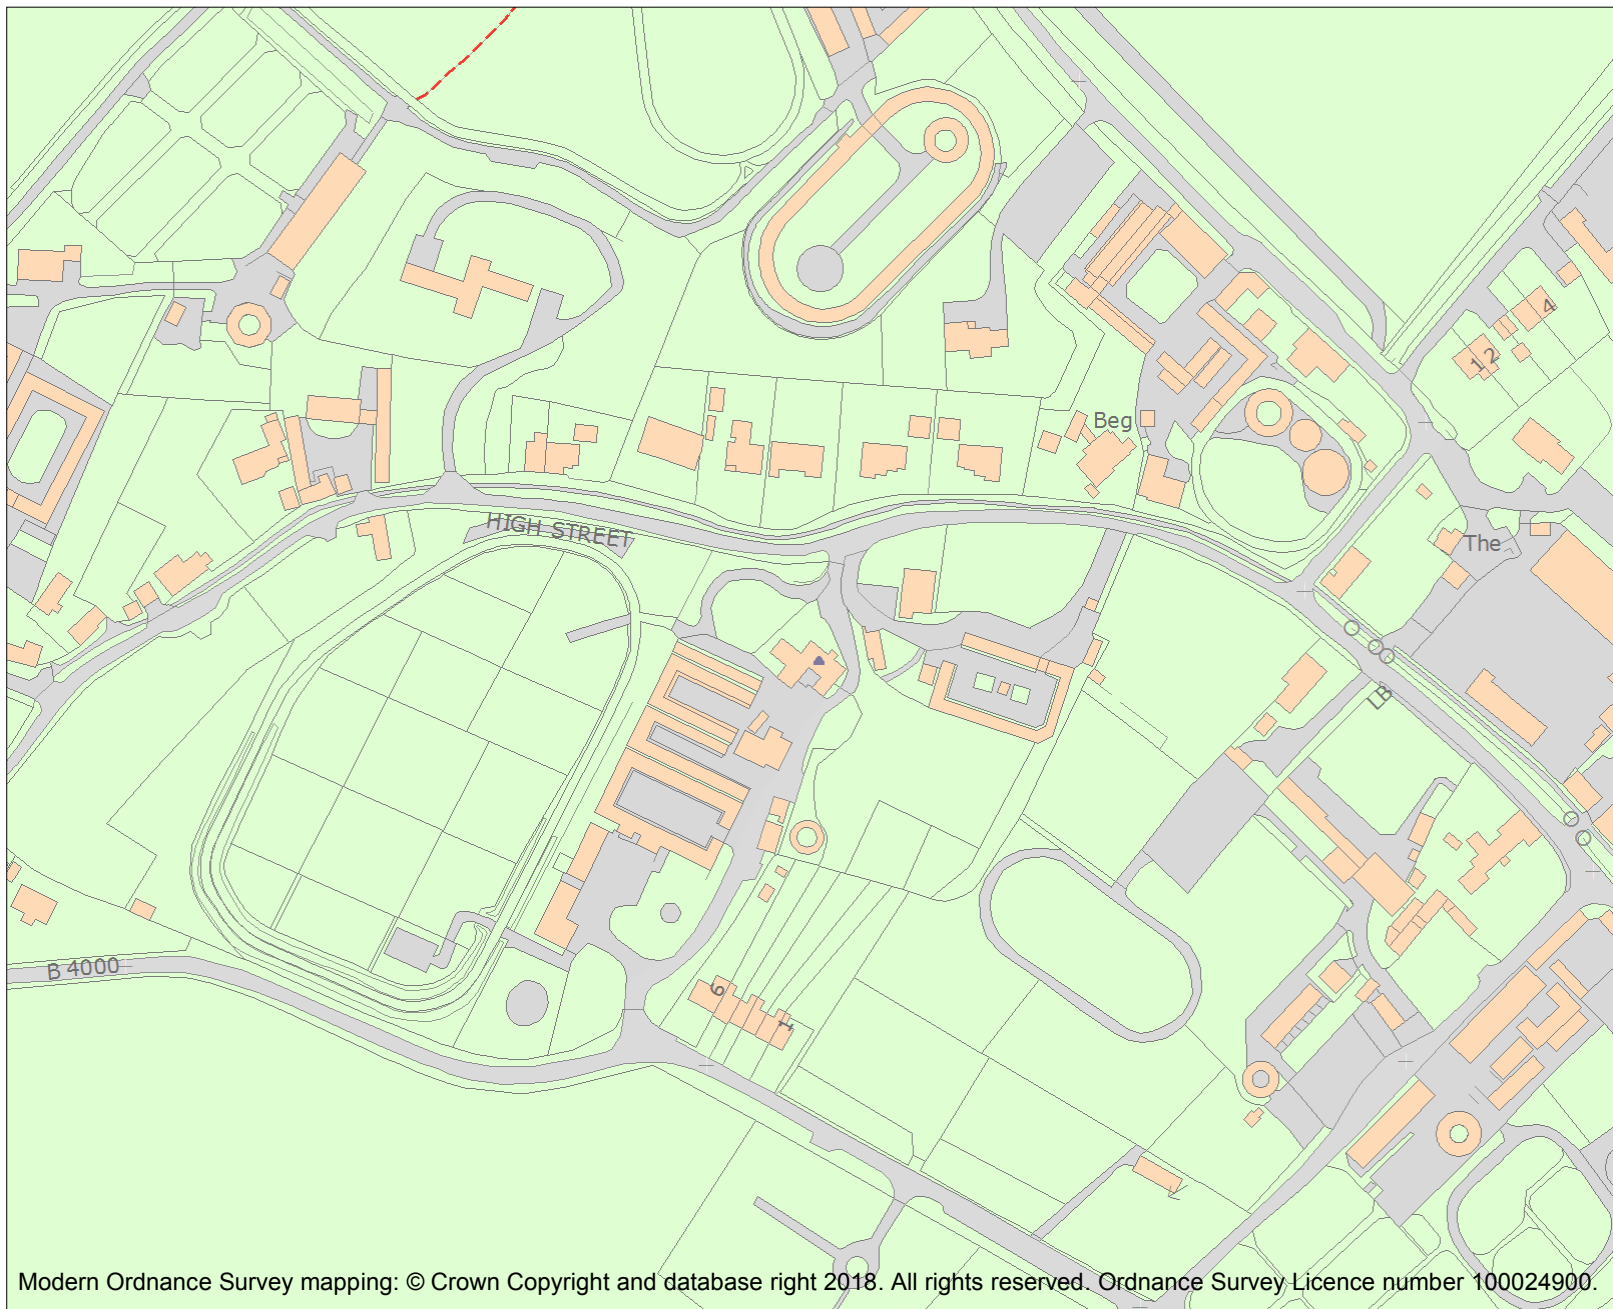 4
1 2
Beg
HIGH STREET
The
LB
B 4000
6
1
Modern Ordnance Survey mapping: © Crown Copyright and database right 2018. All rights reserved. Ordnance Survey Licence number 100024900.